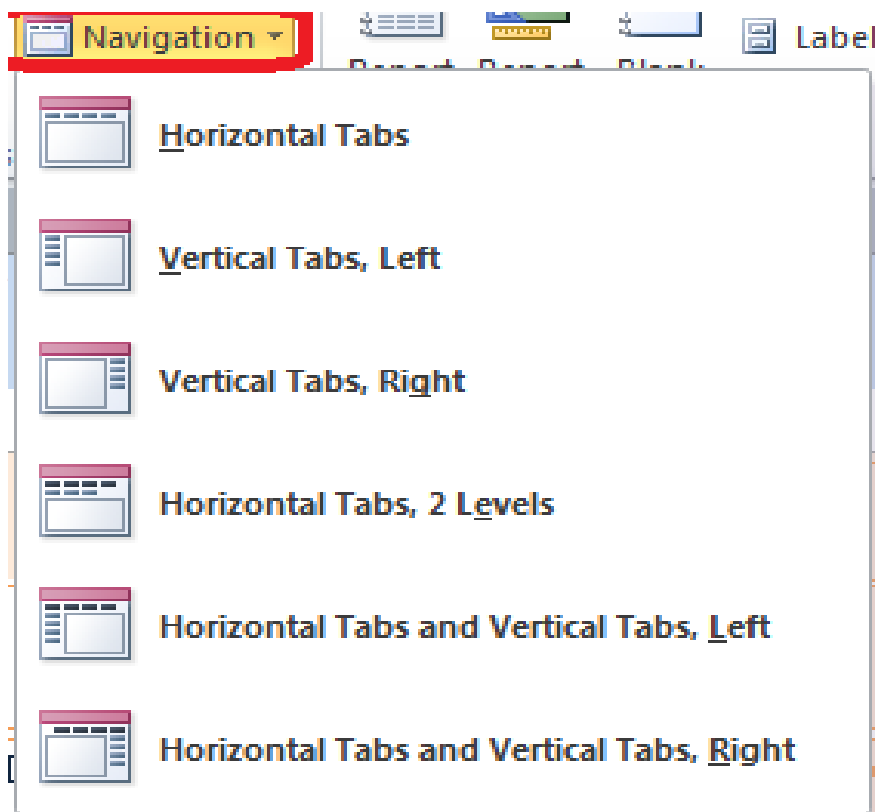 Navigation
Label
Horizontal Tabs
Vertical Tabs, Left
Vertical Tabs, Right
Horizontal Tabs, 2 Levels
Horizontal Tabs and Vertical Tabs, Left
Horizontal Tabs and Vertical Tabs, Right